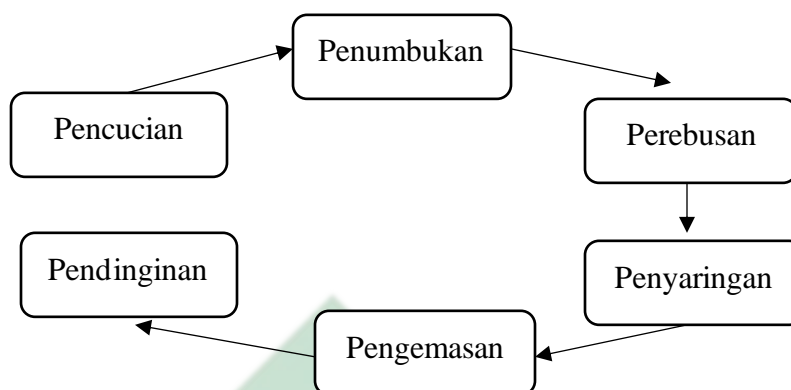 Pencucian
Penumbukan
Perebusan
Penyaringan
Pengemasan
Pendinginan